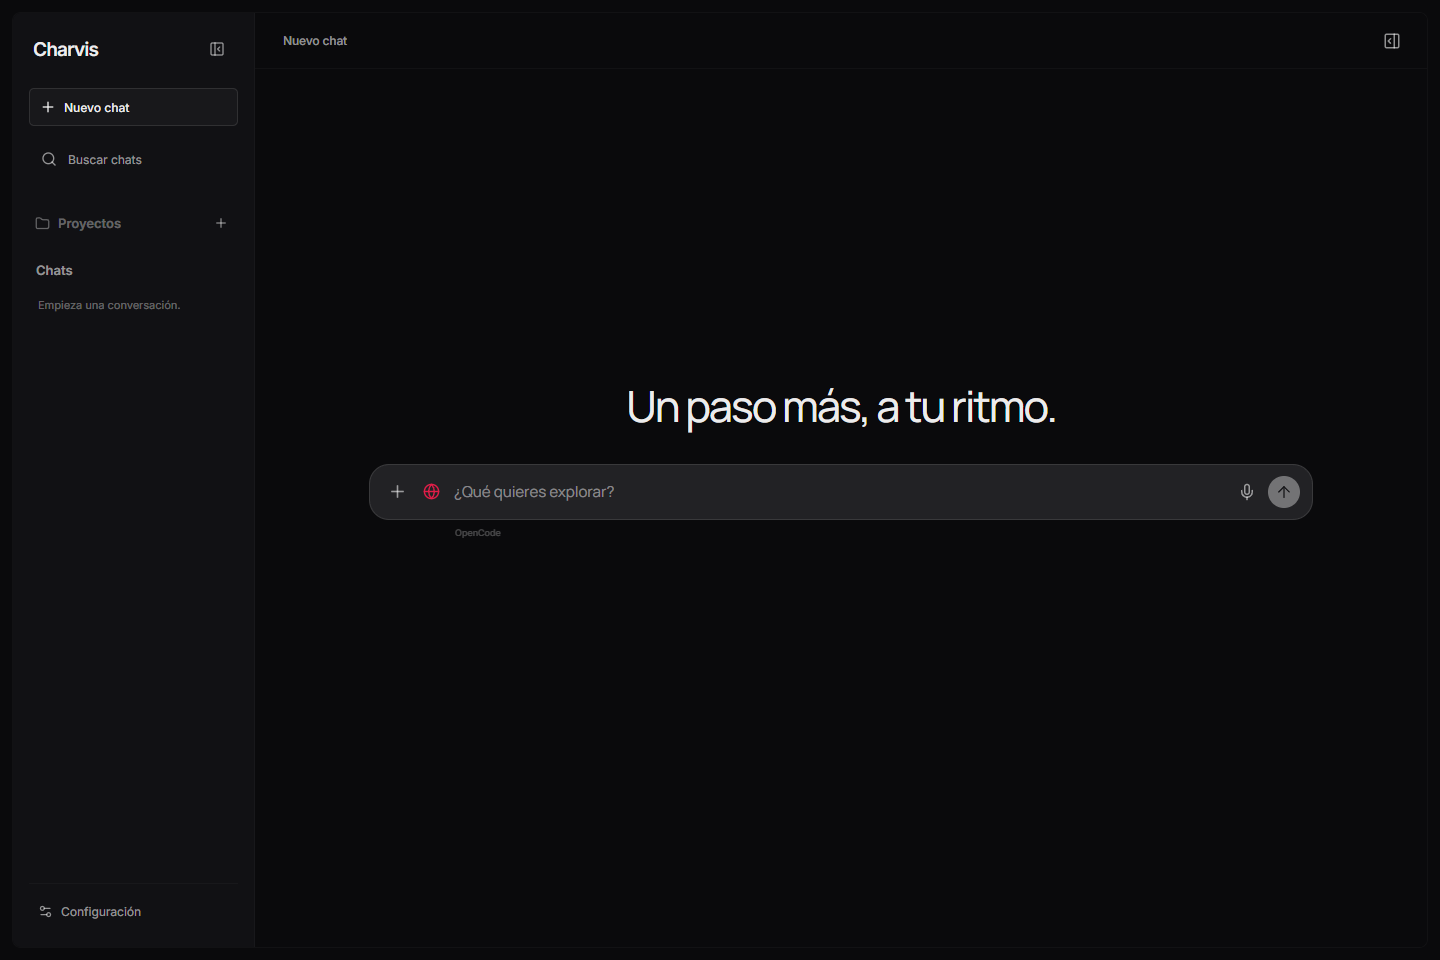 Charvis
Nuevo chat
Buscar chats
Proyectos
Chats
Empieza una conversación.
Configuración
Nuevo chat
Un paso más, a tu ritmo.
¿Qué quieres explorar?
OpenCode